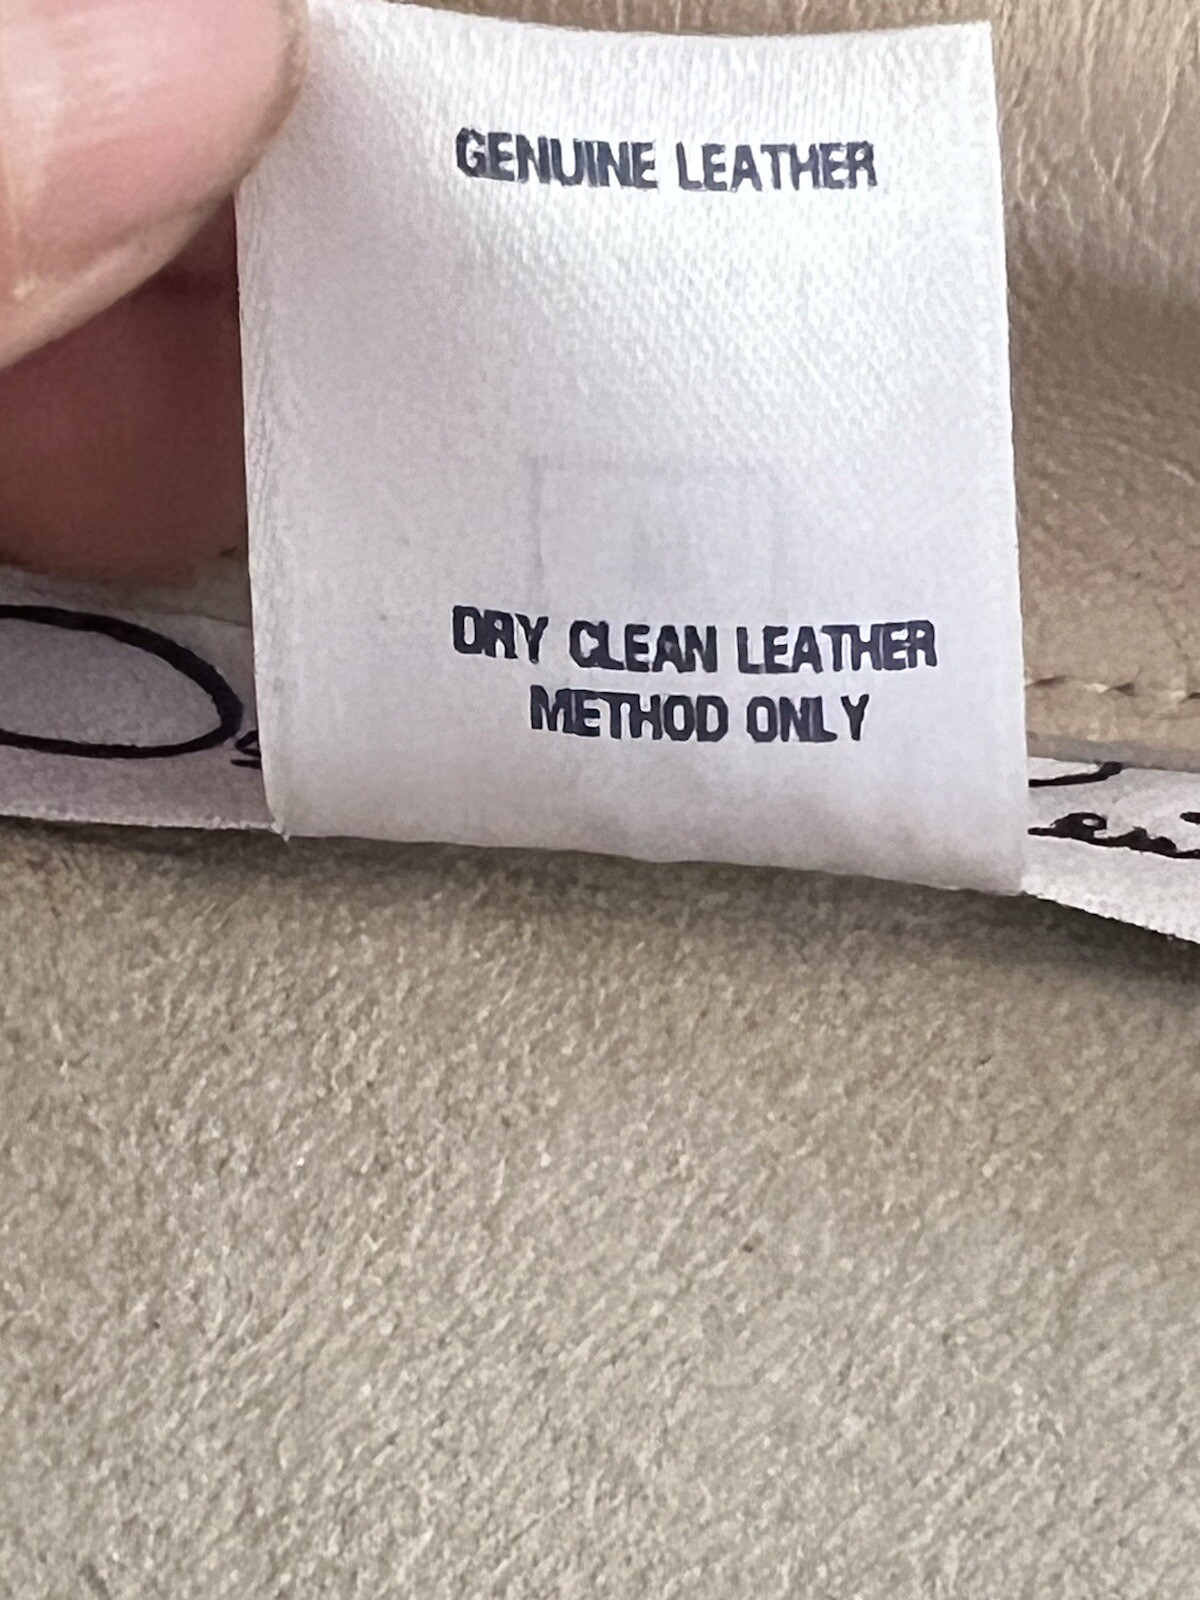 GENUINE LEATHER
DRY CLEAN LEATHER
METHOD ONLY